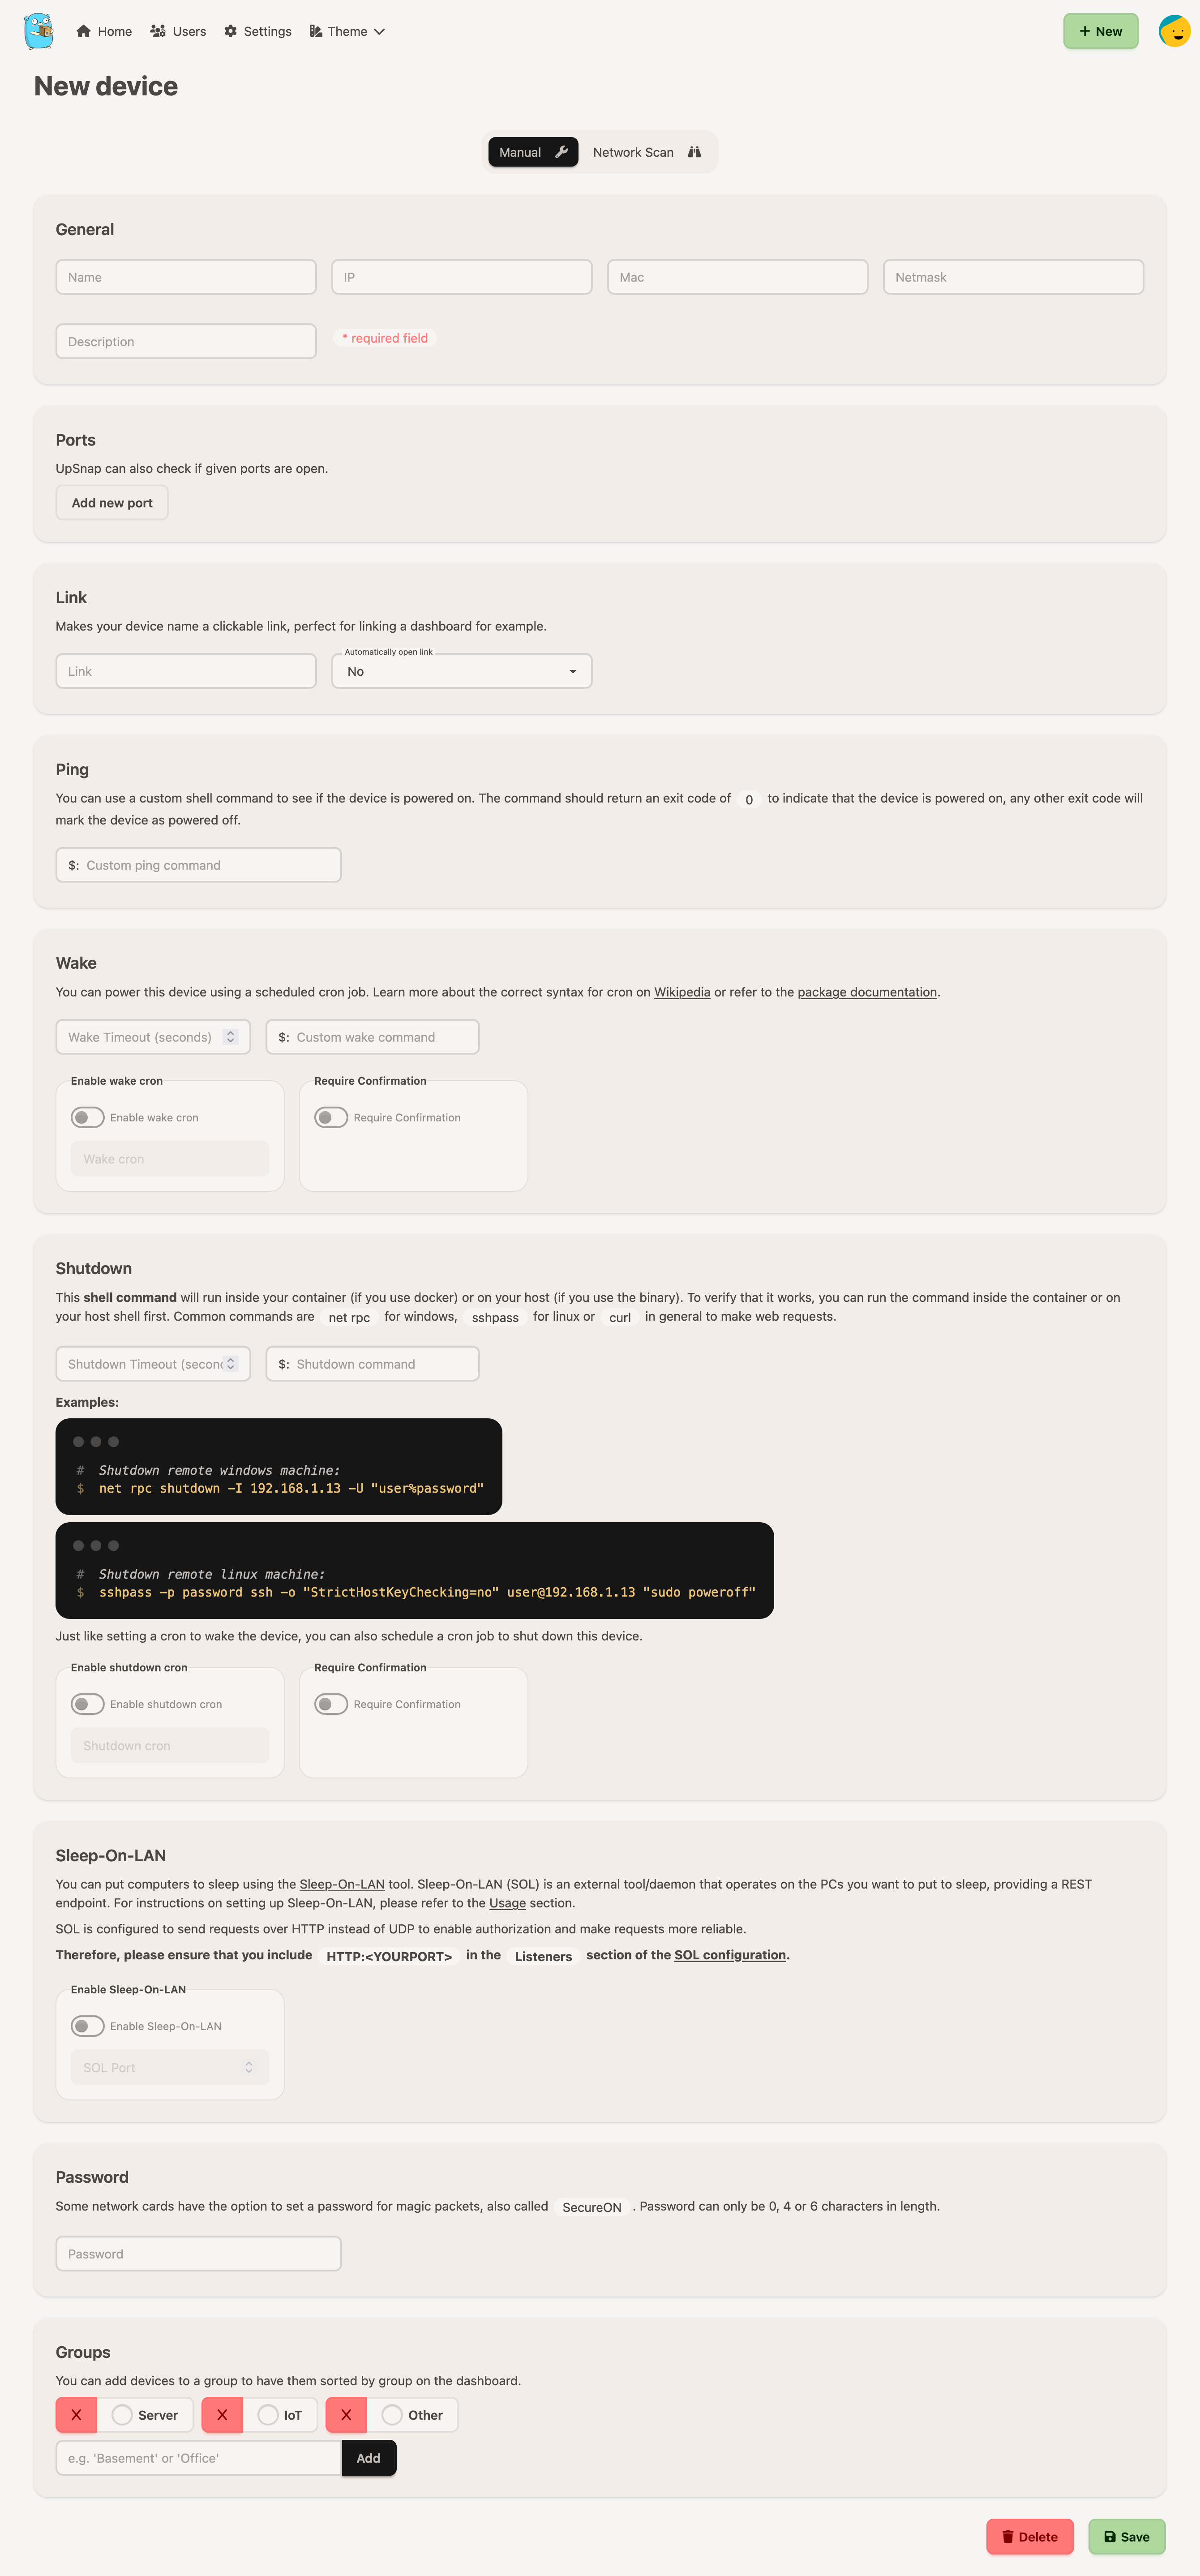 Home Users Settings Theme + New
New device
Manual Network Scan
General
Name IP Mac Netmask
Description * required field
Ports
UpSnap can also check if given ports are open.
Add new port
Link
Makes your device name a clickable link, perfect for linking a dashboard for example.
Automatically open link
Link No
Ping
You can use a custom shell command to see if the device is powered on. The command should return an exit code of 0 to indicate that the device is powered on, any other exit code will
mark the device as powered off.
$: Custom ping command
Wake
You can power this device using a scheduled cron job. Learn more about the correct syntax for cron on Wikipedia or refer to the package documentation.
Wake Timeout (seconds) $: Custom wake command
Enable wake cron Require Confirmation
Enable wake cron Require Confirmation
Wake cron
Shutdown
This shell command will run inside your container (if you use docker) or on your host (if you use the binary). To verify that it works, you can run the command inside the container or on
your host shell first. Common commands are net rpc for windows, sshpass for linux or curl in general to make web requests.
Shutdown Timeout (secon $: Shutdown command
Examples:
# Shutdown remote windows machine:
$ net rpc shutdown -I 192.168.1.13 -U "user%password"
# Shutdown remote linux machine:
$ sshpass -p password ssh -o "StrictHostKeyChecking=no" user@192.168.1.13 "sudo poweroff"
Just like setting a cron to wake the device, you can also schedule a cron job to shut down this device.
Enable shutdown cron Require Confirmation
Enable shutdown cron Require Confirmation
Shutdown cron
Sleep-On-LAN
You can put computers to sleep using the Sleep-On-LAN tool. Sleep-On-LAN (SOL) is an external tool/daemon that operates on the PCs you want to put to sleep, providing a REST
endpoint. For instructions on setting up Sleep-On-LAN, please refer to the Usage section.
SOL is configured to send requests over HTTP instead of UDP to enable authorization and make requests more reliable.
Therefore, please ensure that you include HTTP:<YOURPORT> in the Listeners section of the SOL configuration.
Enable Sleep-On-LAN
Enable Sleep-On-LAN
SOL Port
Password
Some network cards have the option to set a password for magic packets, also called SecureON . Password can only be 0, 4 or 6 characters in length.
Password
Groups
You can add devices to a group to have them sorted by group on the dashboard.
X Server X IoT X Other
e.g. 'Basement' or 'Office' Add
Delete Save